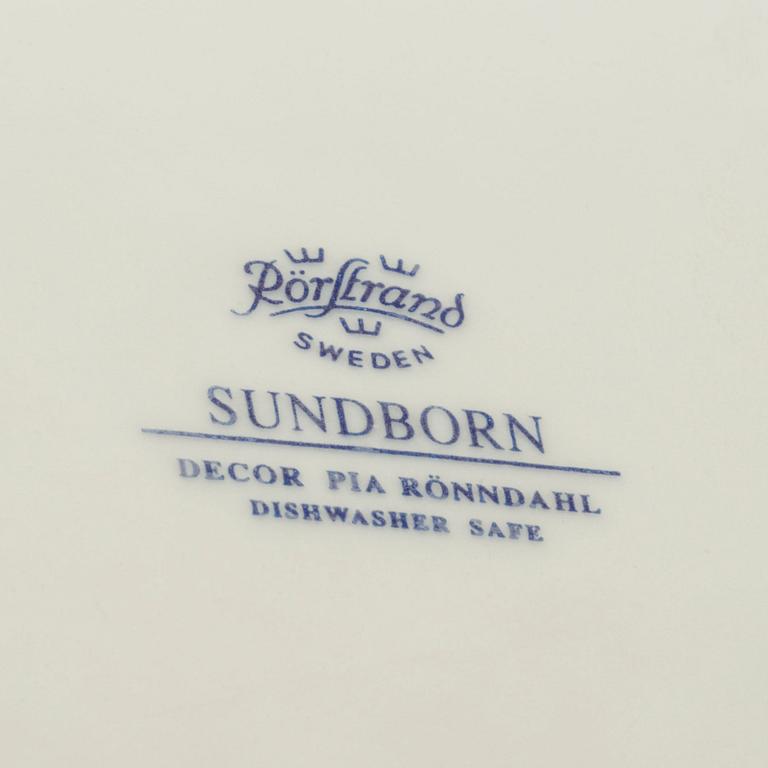 Rörstrand
SWEDEN
SUNDBORN
DECOR PIA RÖNNDAHL
DISHWASHER SAFE